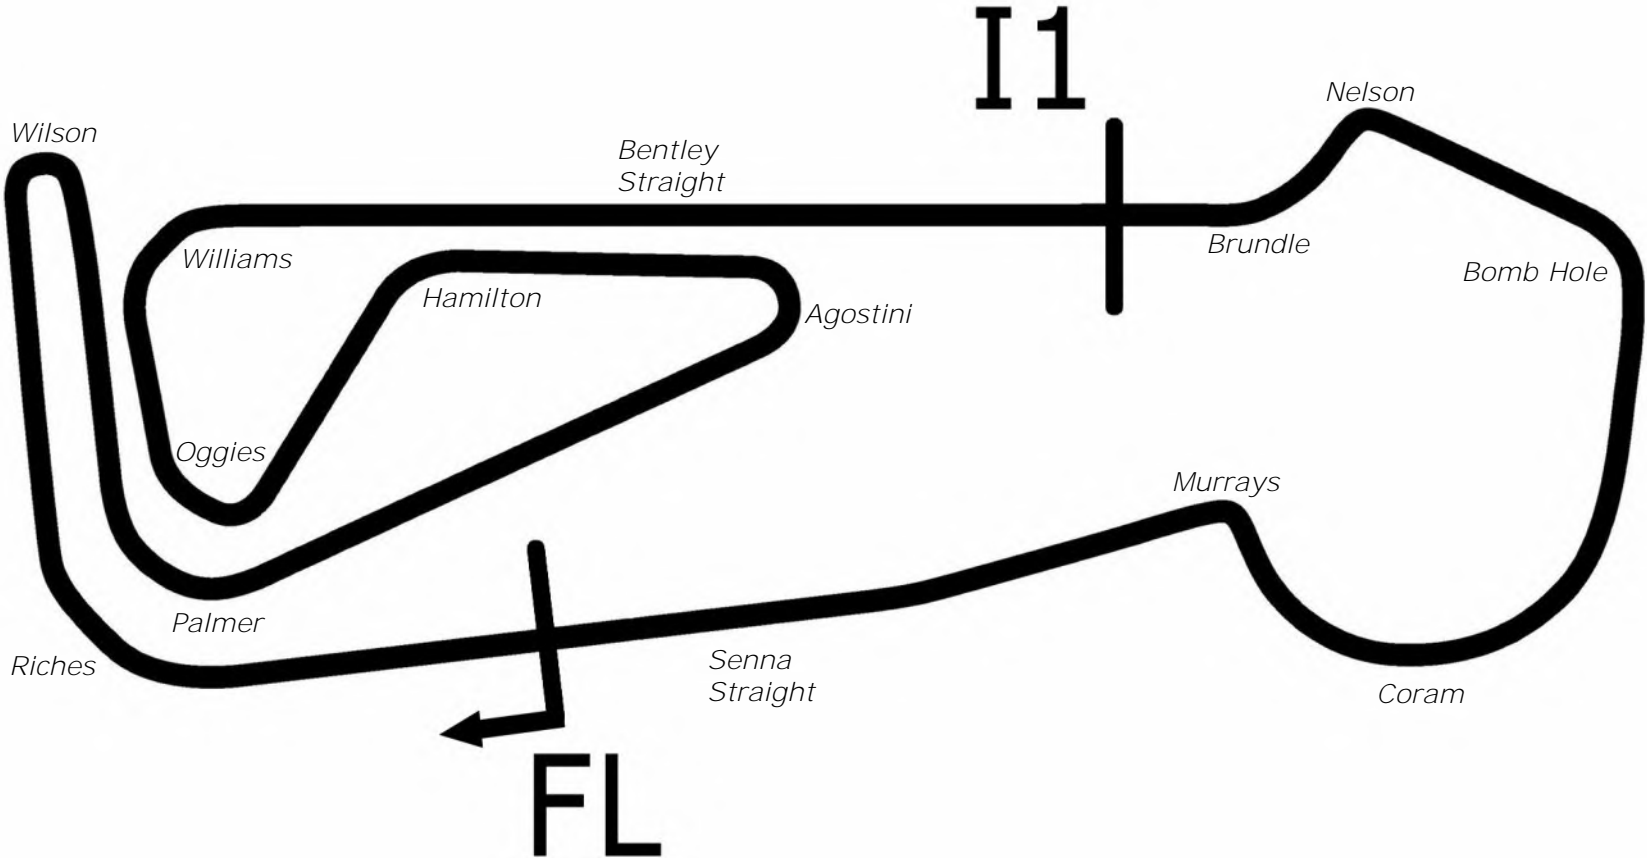 I1
Nelson
Wilson
Bentley
Straight
Williams
Brundle
Bomb Hole
Hamilton
Agostini
Oggies
Murrays
Palmer
Riches
Senna
Straight
Coram
FL